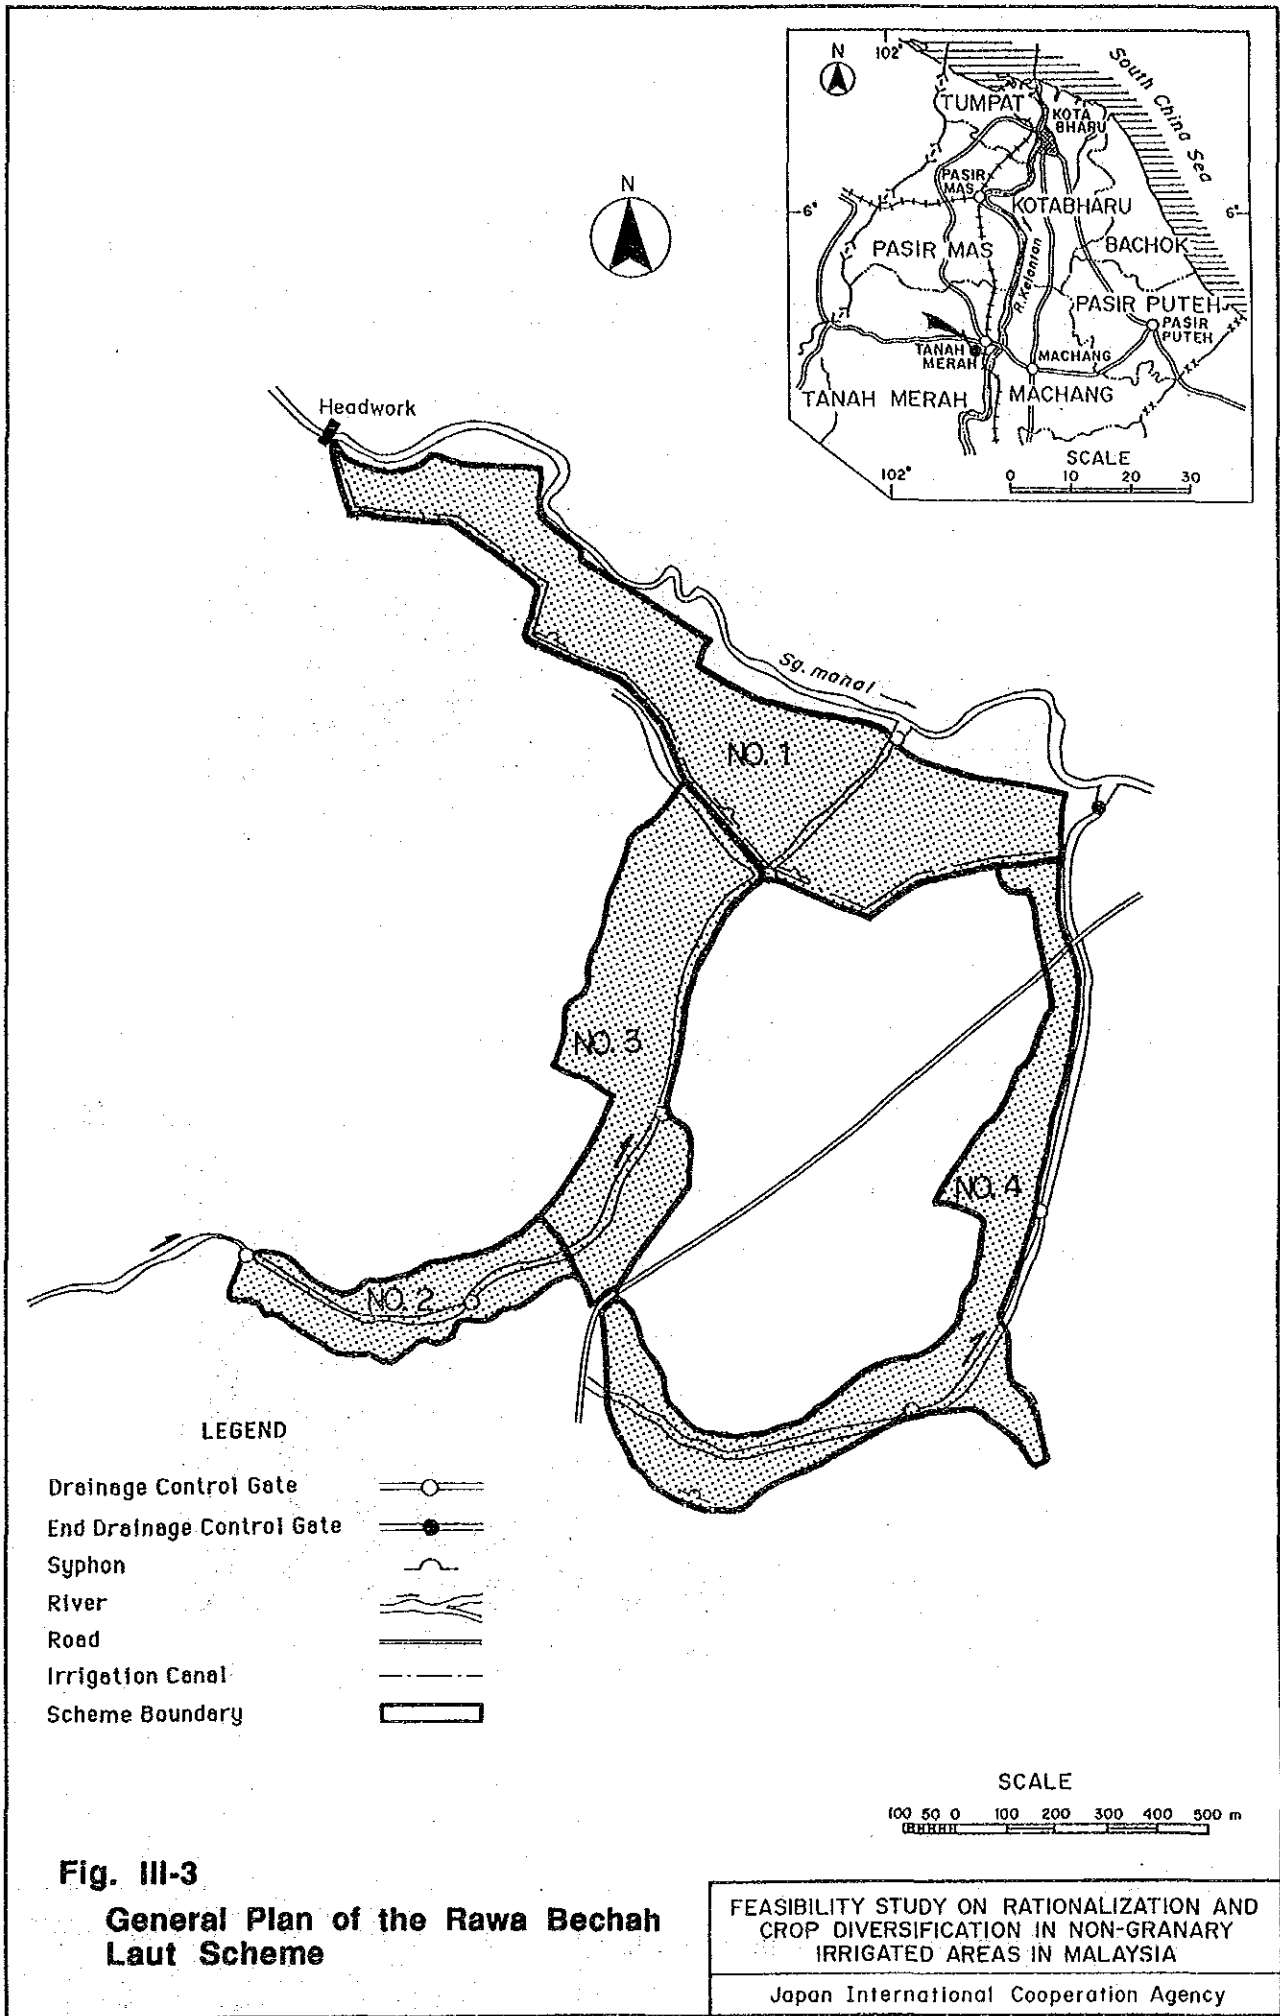 N
102°
South China Sea
TUMPAT
KOTA
BHARU
PASIR
MAS
KOTABHARU
6°
6°
PASIR MAS
BACHOK
R.Kelantan
PASIR PUTEH
PASIR
PUTEH
TANAH
MERAH
MACHANG
TANAH MERAH
MACHANG
SCALE
102°
0 10 20 30
N
Headwork
Sg. manal
NO. 1
NO. 3
NO. 4
NO. 2
LEGEND
Drainage Control Gate
End Drainage Control Gate
Syphon
River
Road
Irrigation Canal
Scheme Boundary
SCALE
100 50 0 100 200 300 400 500 m
Fig. III-3
General Plan of the Rawa Bechah
Laut Scheme
FEASIBILITY STUDY ON RATIONALIZATION AND
CROP DIVERSIFICATION IN NON-GRANARY
IRRIGATED AREAS IN MALAYSIA
Japan International Cooperation Agency